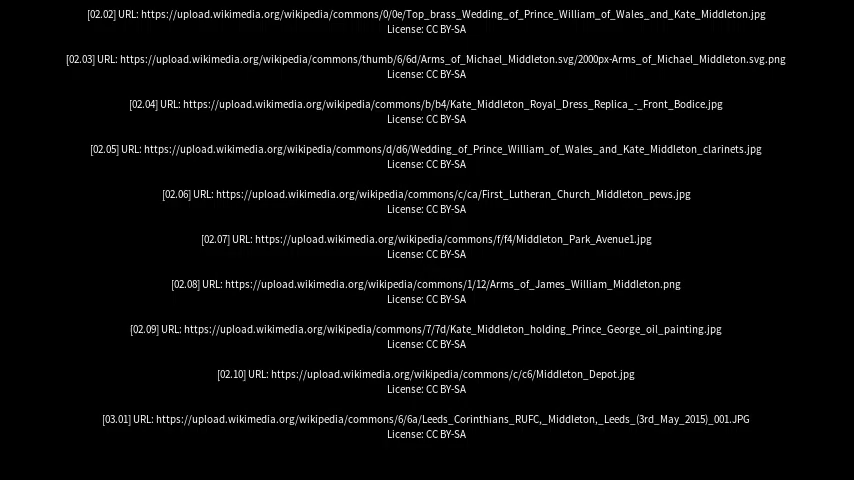 [02.02] URL: https://upload.wikimedia.org/wikipedia/commons/0/0e/Top_brass_Wedding_of_Prince_William_of_Wales_and_Kate_Middleton.jpg
License: CC BY-SA
[02.03] URL: https://upload.wikimedia.org/wikipedia/commons/thumb/6/6d/Arms_of_Michael_Middleton.svg/2000px-Arms_of_Michael_Middleton.svg.png
License: CC BY-SA
[02.04] URL: https://upload.wikimedia.org/wikipedia/commons/b/b4/Kate_Middleton_Royal_Dress_Replica_-_Front_Bodice.jpg
License: CC BY-SA
[02.05] URL: https://upload.wikimedia.org/wikipedia/commons/d/d6/Wedding_of_Prince_William_of_Wales_and_Kate_Middleton_clarinets.jpg
License: CC BY-SA
[02.06] URL: https://upload.wikimedia.org/wikipedia/commons/c/ca/First_Lutheran_Church_Middleton_pews.jpg
License: CC BY-SA
[02.07] URL: https://upload.wikimedia.org/wikipedia/commons/f/f4/Middleton_Park_Avenue1.jpg
License: CC BY-SA
[02.08] URL: https://upload.wikimedia.org/wikipedia/commons/1/12/Arms_of_James_William_Middleton.png
License: CC BY-SA
[02.09] URL: https://upload.wikimedia.org/wikipedia/commons/7/7d/Kate_Middleton_holding_Prince_George_oil_painting.jpg
License: CC BY-SA
[02.10] URL: https://upload.wikimedia.org/wikipedia/commons/c/c6/Middleton_Depot.jpg
License: CC BY-SA
[03.01] URL: https://upload.wikimedia.org/wikipedia/commons/6/6a/Leeds_Corinthians_RUFC,_Middleton,_Leeds_(3rd_May_2015)_001.JPG
License: CC BY-SA